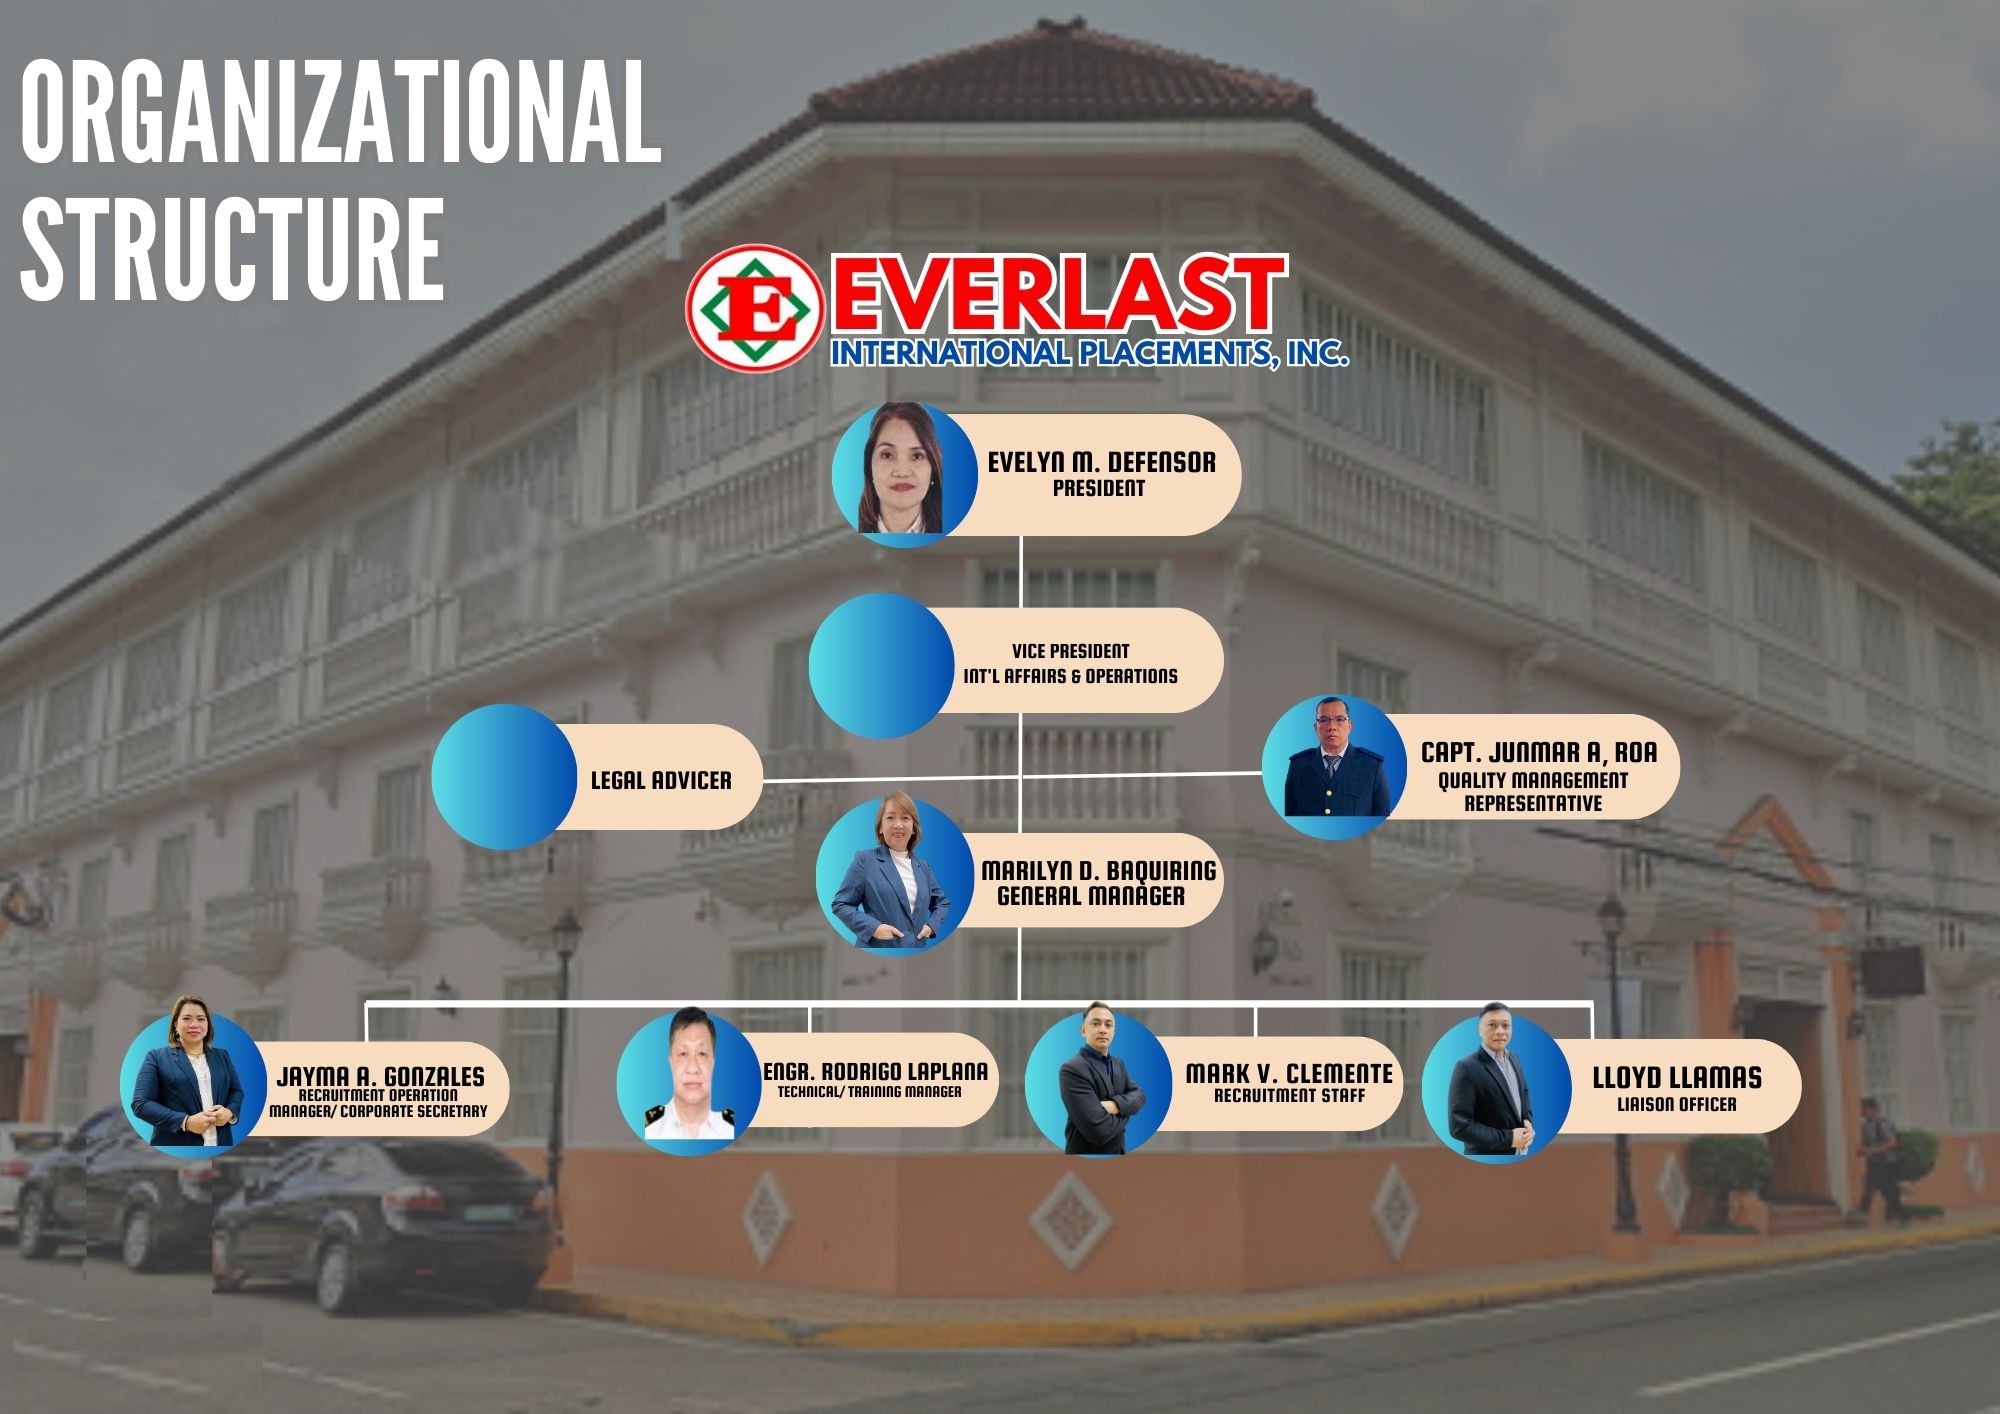 ORGANIZATIONAL
STRUCTURE
E
EVERLAST
INTERNATIONAL PLACEMENTS, INC.
EVELYN M. DEFENSOR
PRESIDENT
VICE PRESIDENT
INT'L AFFAIRS & OPERATIONS
LEGAL ADVICER
CAPT. JUNMAR A, ROA
QUALITY MANAGEMENT
REPRESENTATIVE
MARILYN D. BAQUIRING
GENERAL MANAGER
JAYMA A. GONZALES
RECRUITMENT OPERATION
MANAGER/ CORPORATE SECRETARY
ENGR. RODRIGO LAPLANA
TECHNICAL/ TRAINING MANAGER
MARK V. CLEMENTE
RECRUITMENT STAFF
LLOYD LLAMAS
LIAISON OFFICER